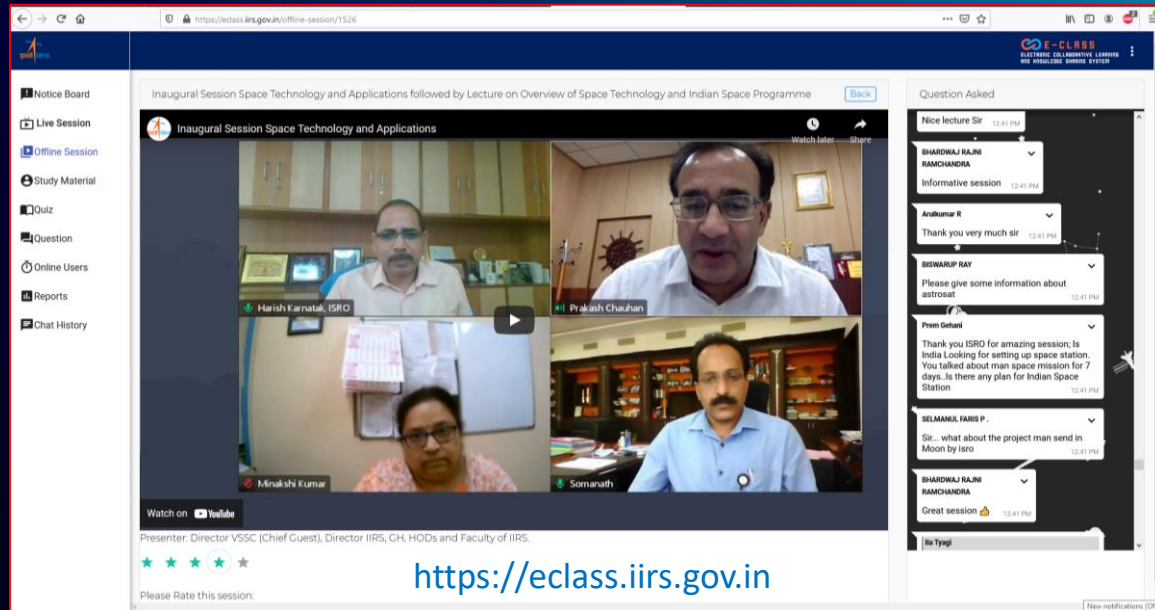 https://eclass.iirs.gov.in/offline-session/1526
E-CLASS
ELECTRONIC COLLABORATIVE LEARNING
AND KNOWLEDGE SHARING SYSTEM
Notice Board
Live Session
Offline Session
Study Material
Quiz
Question
Online Users
Reports
Chat History
Inaugural Session Space Technology and Applications followed by Lecture on Overview of Space Technology and Indian Space Programme
Back
Inaugural Session Space Technology and Applications
Watch later
Share
Harish Karnatak, ISRO
Prakash Chauhan
Minakshi Kumar
Somanath
Watch on YouTube
Presenter: Director VSSC (Chief Guest), Director IIRS, GH, HODs and Faculty of IIRS.
Please Rate this session:
https://eclass.iirs.gov.in
Question Asked
Nice lecture Sir 12:41 PM
BHARDWAJ RAJNI
RAMCHANDRA
Informative session 12:41 PM
Arulkumar R
Thank you very much sir 12:41 PM
BISWARUP RAY
Please give some information about
astrosat 12:41 PM
Prem Gehani
Thank you ISRO for amazing session; Is
India Looking for setting up space station.
You talked about man space mission for 7
days..Is there any plan for Indian Space
Station 12:41 PM
SELMANUL FARIS P .
Sir... what about the project man send in
Moon by isro 12:41 PM
BHARDWAJ RAJNI
RAMCHANDRA
Great session 👍 12:41 PM
Ila Tyagi